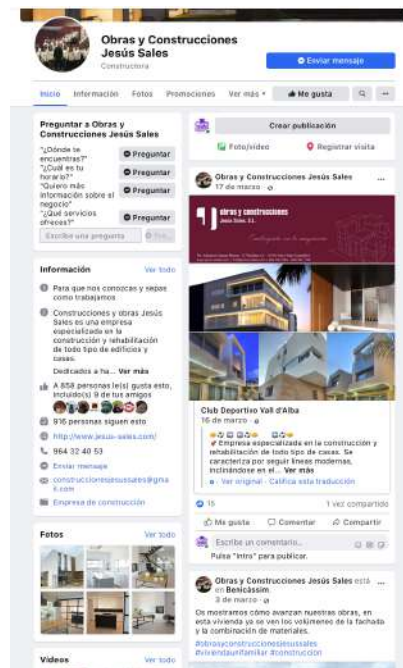 Obras y Construcciones
Jesús Sales
Constructora
Enviar mensaje
Inicio Información Fotos Promociones Ver más Me gusta
Preguntar a Obras y
Construcciones Jesús Sales
"¿Dónde te
encuentras?"
Preguntar
"¿Cuál es tu
horario?"
Preguntar
"Quiero más
información sobre el
negocio"
Preguntar
"¿Qué servicios
ofreces?"
Preguntar
Escribe una pregunta
Información Ver todo
Para que nos conozcas y sepas
como trabajamos
Construcciones y obras Jesús
Sales es una empresa
especializada en la
construcción y rehabilitación
de todo tipo de edificios y
casas.
Dedicados a ha... Ver más
A 858 personas le(s) gusta esto,
incluido(s) 9 de tus amigos
916 personas siguen esto
http://www.jesus-sales.com/
964 32 40 53
Enviar mensaje
construccionesjesussales@gma
il.com
Empresa de construcción
Fotos Ver todo
Vídeos Ver todo
Crear publicación
Foto/video Registrar visita
Obras y Construcciones Jesús Sales ...
17 de marzo
obras y construcciones
Jesús Sales, S.L.
Club Deportivo Vall d'Alba
16 de marzo
Empresa especializada en la construcción y
rehabilitación de todo tipo de casas. Se
caracteriza por seguir líneas modernas,
inclinándose en el... Ver más
Ver original · Califica esta traducción
15 1 vez compartido
Me gusta Comentar Compartir
Escribe un comentario...
Pulsa "Intro" para publicar.
Obras y Construcciones Jesús Sales está ...
en Benicàssim
3 de marzo
Os mostramos cómo avanzan nuestras obras, en
esta vivienda ya se ven los volúmenes de la fachada
y la combinación de materiales.
#obrasyconstruccionesjesussales
#viviendaunifamiliar #construccion